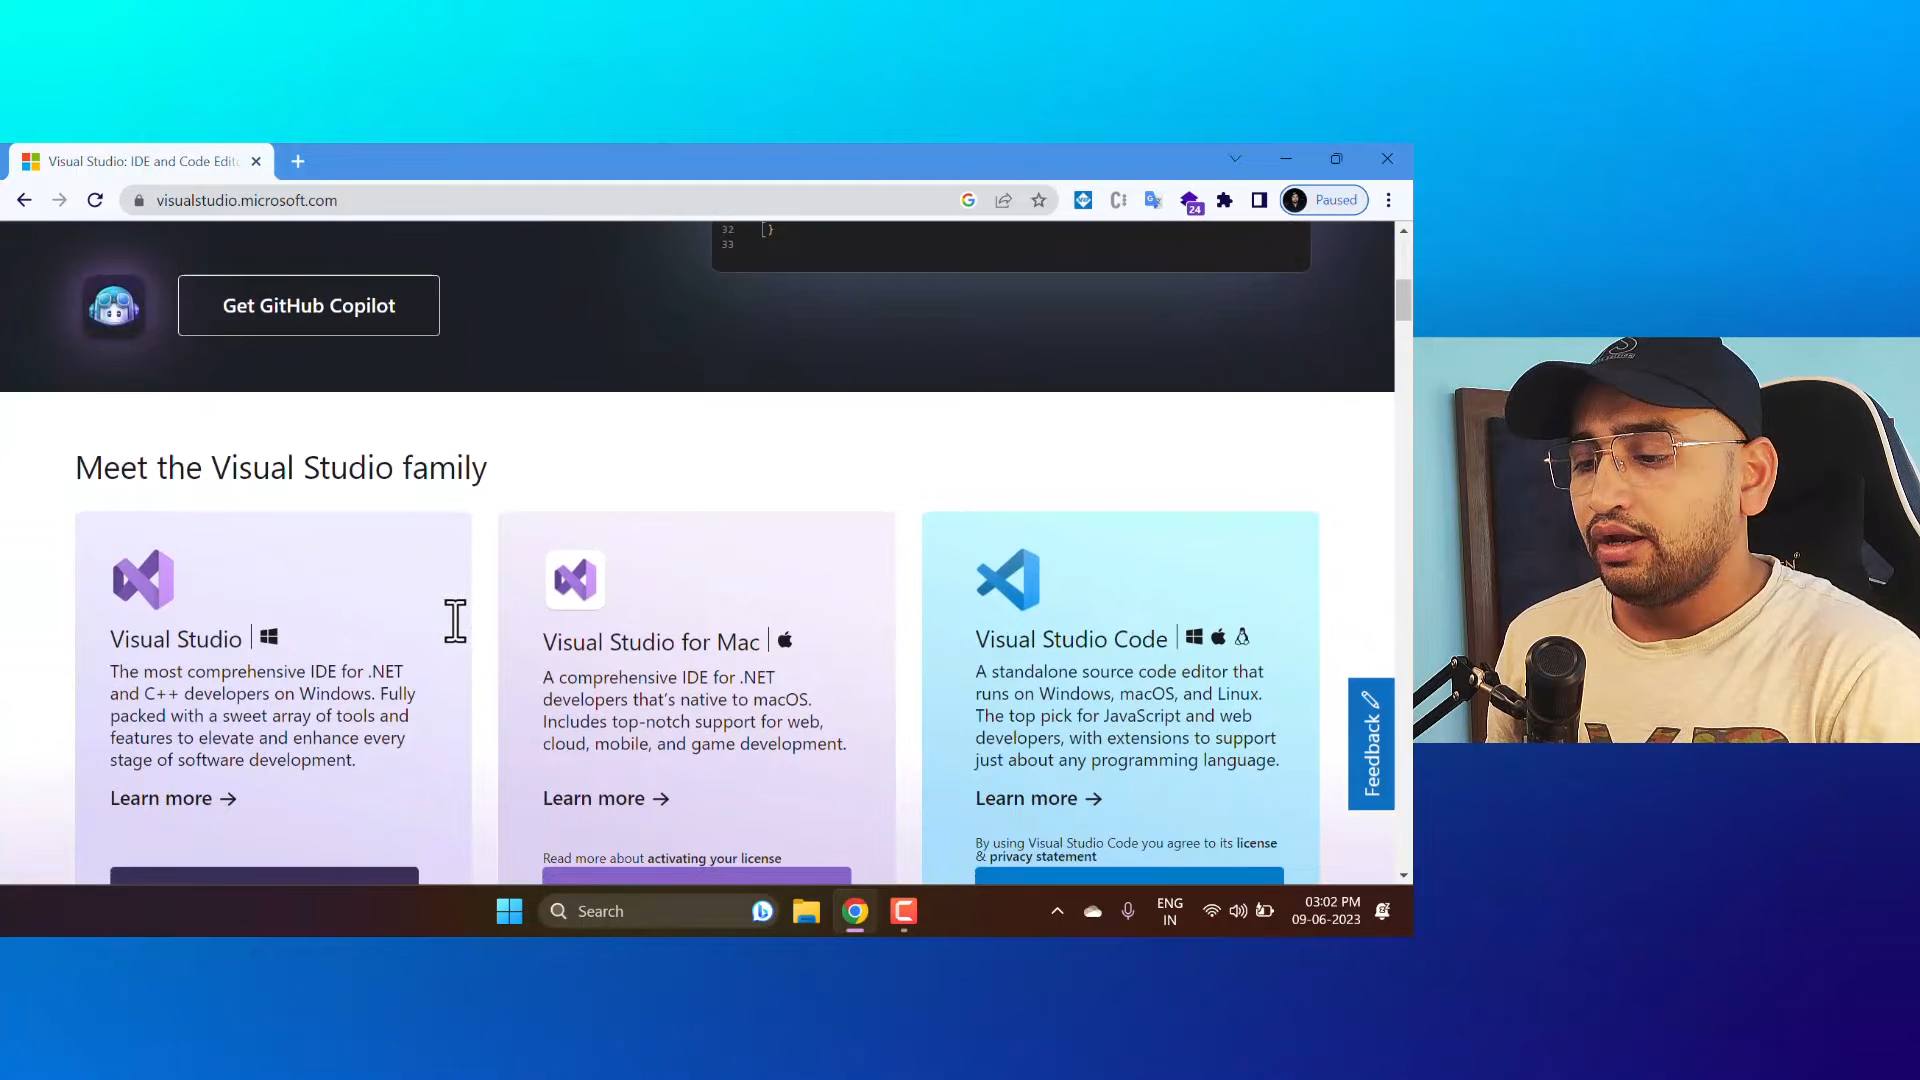 Visual Studio: IDE and Code Edito
visualstudio.microsoft.com
24
Paused
32 }
33
Get GitHub Copilot
Meet the Visual Studio family
Visual Studio
The most comprehensive IDE for .NET
and C++ developers on Windows. Fully
packed with a sweet array of tools and
features to elevate and enhance every
stage of software development.
Learn more →
Visual Studio for Mac
A comprehensive IDE for .NET
developers that's native to macOS.
Includes top-notch support for web,
cloud, mobile, and game development.
Learn more →
Read more about activating your license
Visual Studio Code
A standalone source code editor that
runs on Windows, macOS, and Linux.
The top pick for JavaScript and web
developers, with extensions to support
just about any programming language.
Learn more →
By using Visual Studio Code you agree to its license
& privacy statement
Feedback
Search
ENG
IN
03:02 PM
09-06-2023